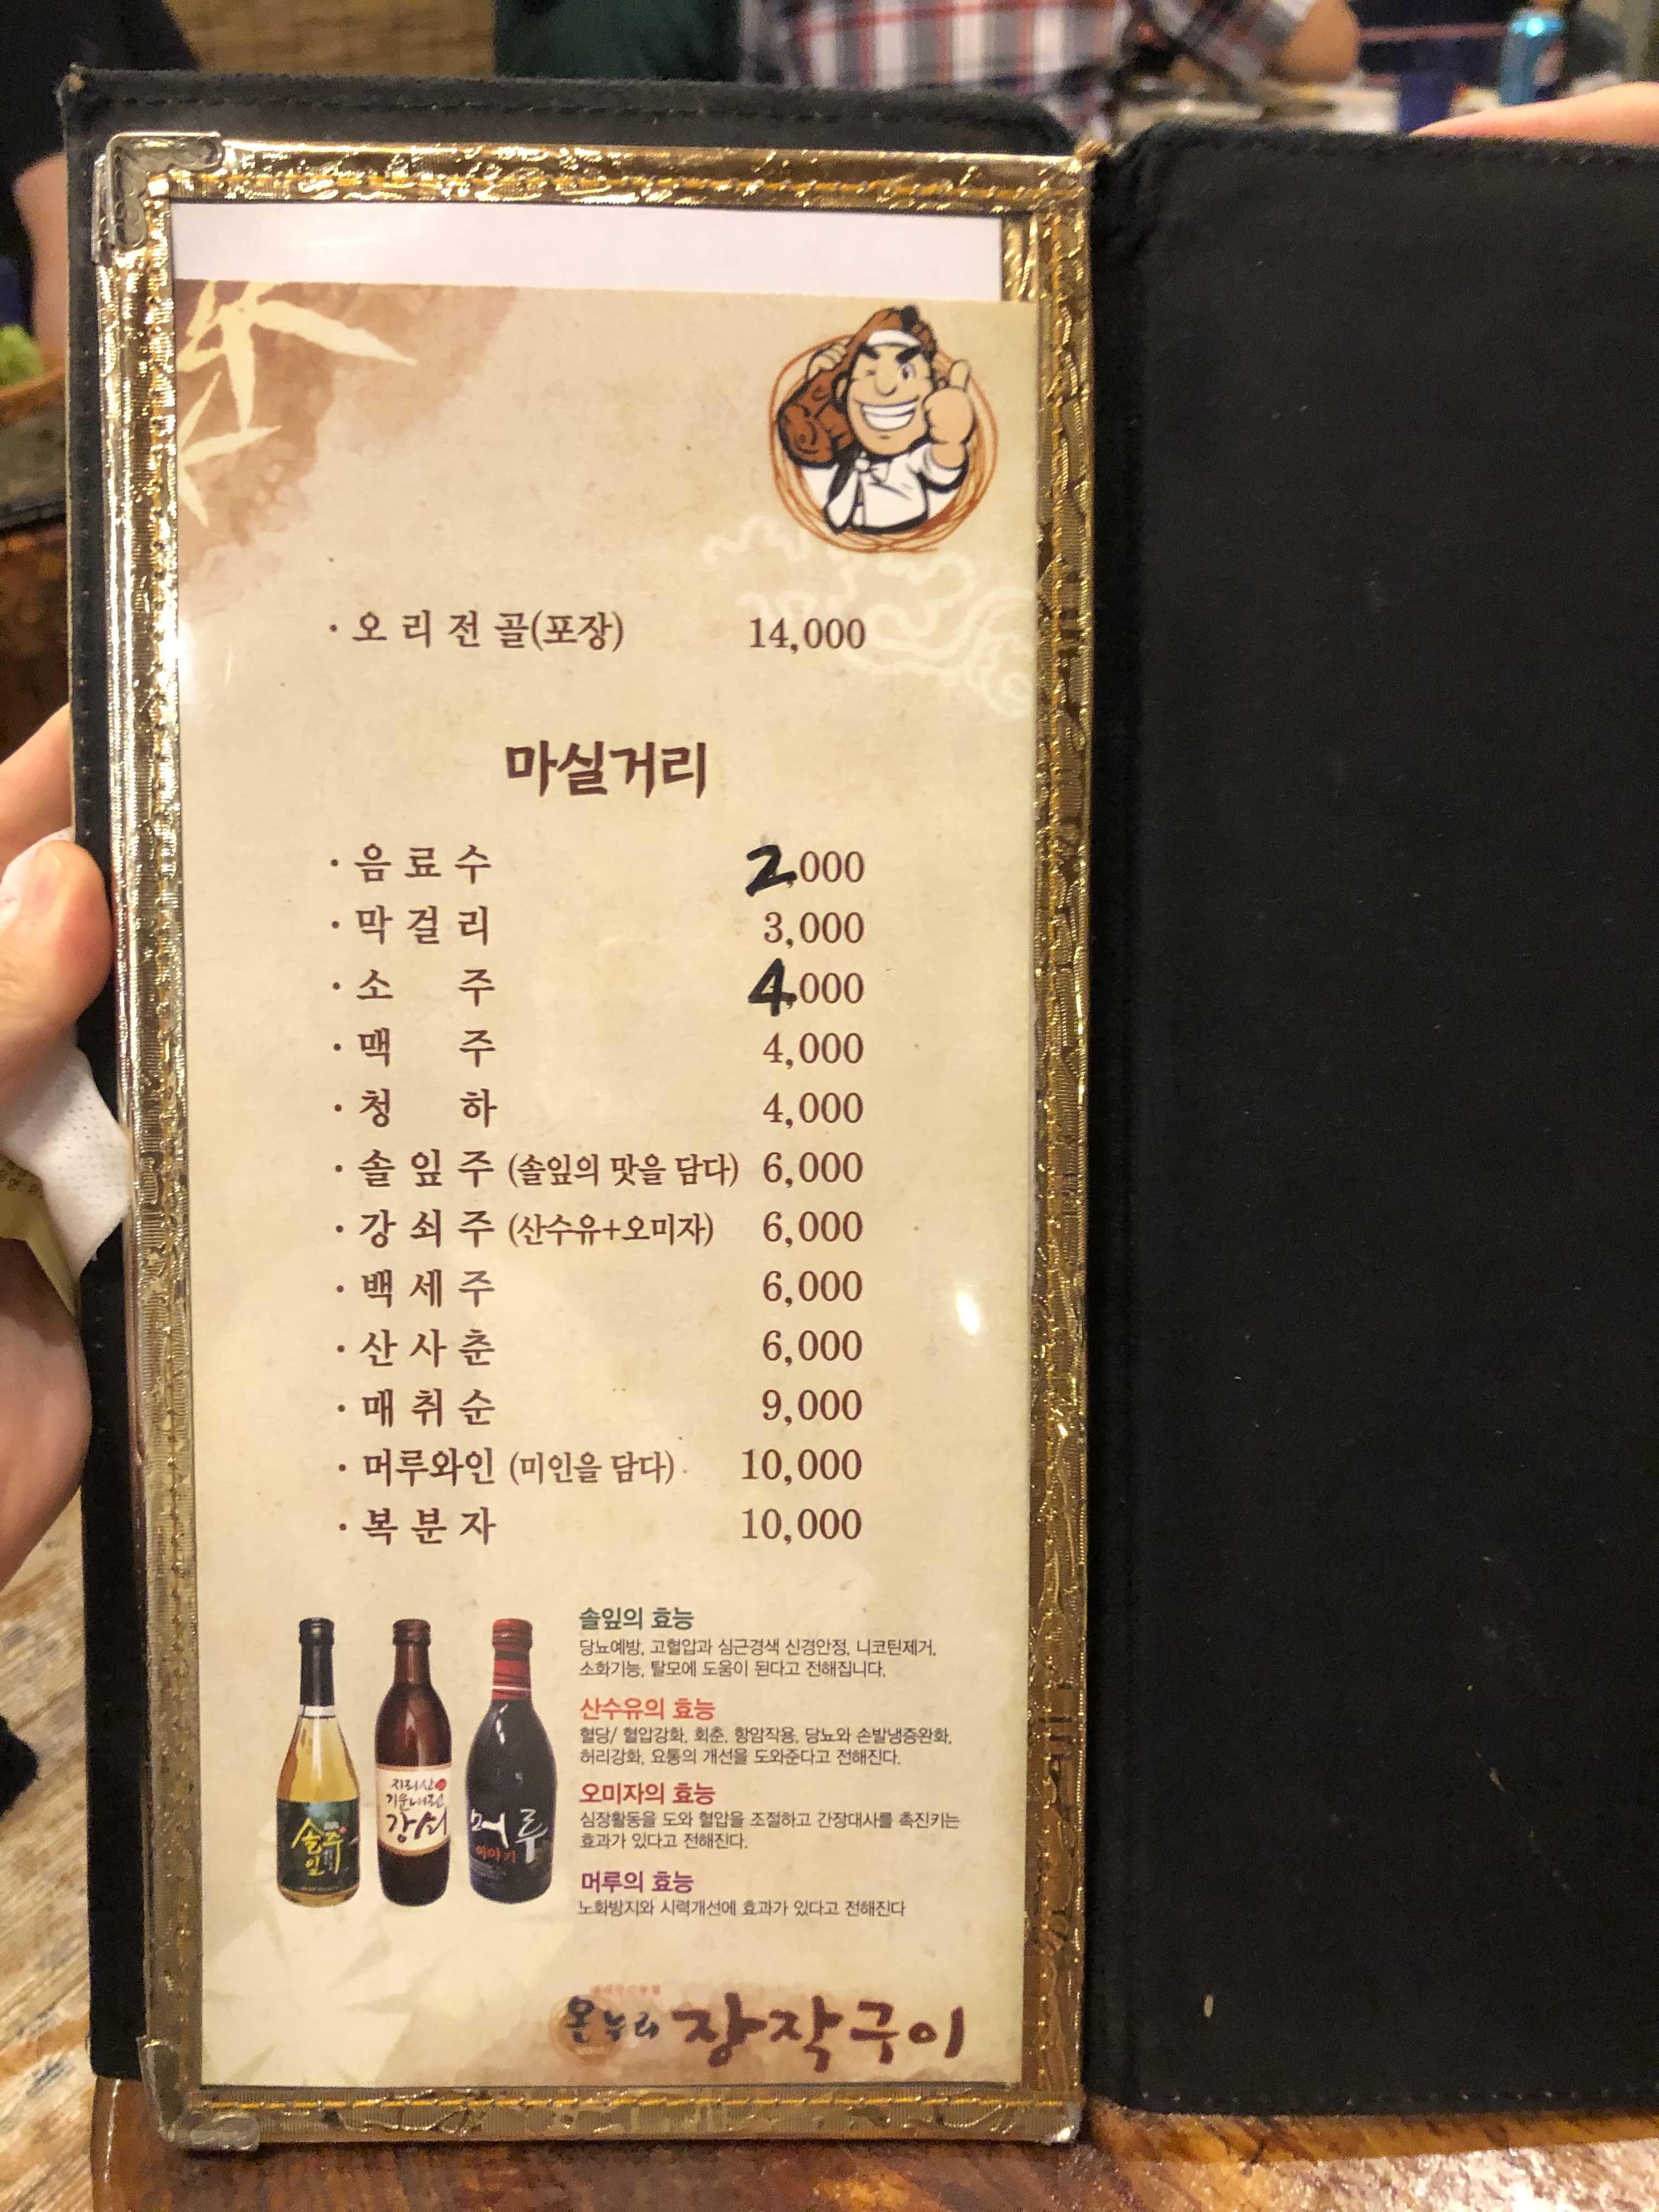 · 오 리 전 골(포장) 14,000
마실거리
· 음 료 수 2,000
· 막 걸 리 3,000
· 소 주 4,000
· 맥 주 4,000
· 청 하 4,000
· 솔 잎 주 (솔잎의 맛을 담다) 6,000
· 강 쇠 주 (산수유+오미자) 6,000
· 백 세 주 6,000
· 산 사 춘 6,000
· 매 취 순 9,000
· 머루와인 (미인을 담다) 10,000
· 복 분 자 10,000
솔잎의 효능
당뇨예방, 고혈압과 심근경색 신경안정, 니코틴제거,
소화기능, 탈모에 도움이 된다고 전해집니다.
산수유의 효능
혈당/ 혈압강화, 회춘, 항암작용, 당뇨와 손발냉증완화,
허리강화, 요통의 개선을 도와준다고 전해진다.
오미자의 효능
심장활동을 도와 혈압을 조절하고 간장대사를 촉진키는
효과가 있다고 전해진다.
머루의 효능
노화방지와 시력개선에 효과가 있다고 전해진다
솔잎주
지리산
기운내린
강쇠
머루
이야기
온누리 장작구이